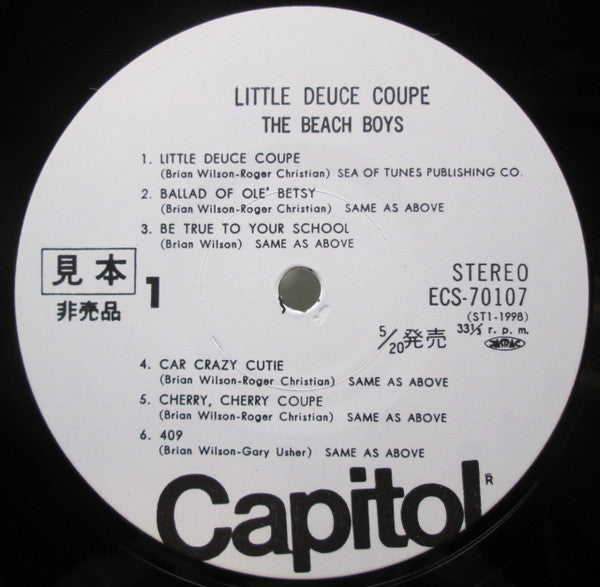 LITTLE DEUCE COUPE
THE BEACH BOYS
1. LITTLE DEUCE COUPE
(Brian Wilson-Roger Christian) SEA OF TUNES PUBLISHING CO.
2. BALLAD OF OLE' BETSY
(Brian Wilson-Roger Christian) SAME AS ABOVE
3. BE TRUE TO YOUR SCHOOL
(Brian Wilson) SAME AS ABOVE
見本
非売品
1
STEREO
ECS-70107
(ST1-1998)
5/20発売
33⅓ r. p. m.
JASRAC
4. CAR CRAZY CUTIE
(Brian Wilson-Roger Christian) SAME AS ABOVE
5. CHERRY, CHERRY COUPE
(Brian Wilson-Roger Christian) SAME AS ABOVE
6. 409
(Brian Wilson-Gary Usher) SAME AS ABOVE
Capitol
R